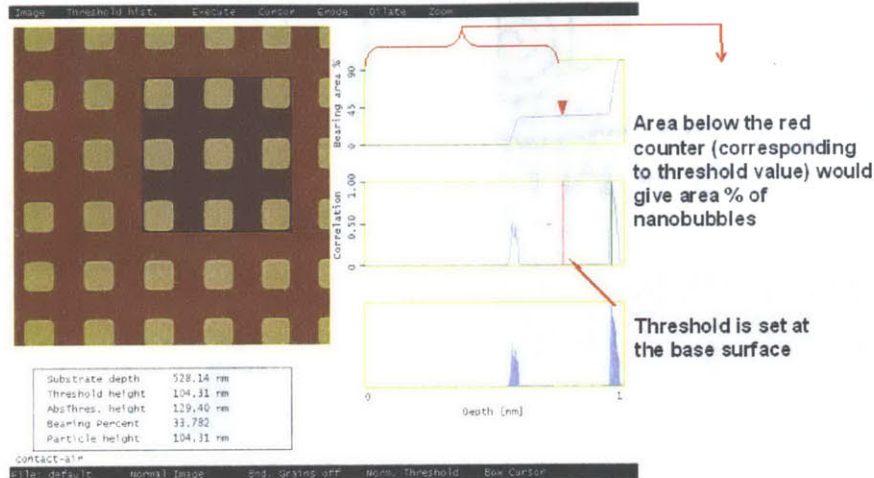 Image Threshold hist. Execute Cursor Erode Dilate Zoom
Bearing area %
90
45
0
Area below the red
counter (corresponding
to threshold value) would
give area % of
nanobubbles
Correlation
1.00
0.50
0
Threshold is set at
the base surface
0 1
Depth [nm]
Substrate depth 528.14 nm
Threshold height 104.31 nm
AbsThres. height 129.40 nm
Bearing Percent 33.782
Particle height 104.31 nm
contact-air
File: default Normal Image Bnd. Grains off Norm. Threshold Box Cursor